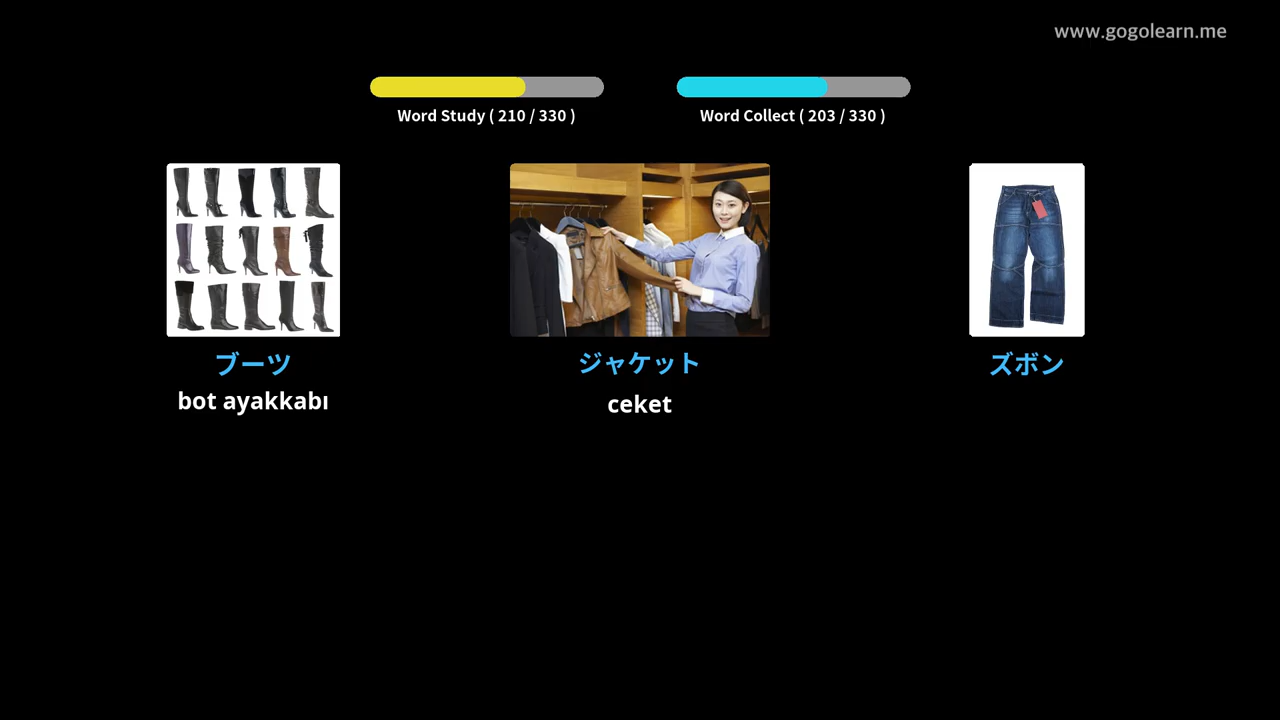 www.gogolearn.me
Word Study ( 210 / 330 )
Word Collect ( 203 / 330 )
ブーツ
bot ayakkabı
ジャケット
ceket
ズボン